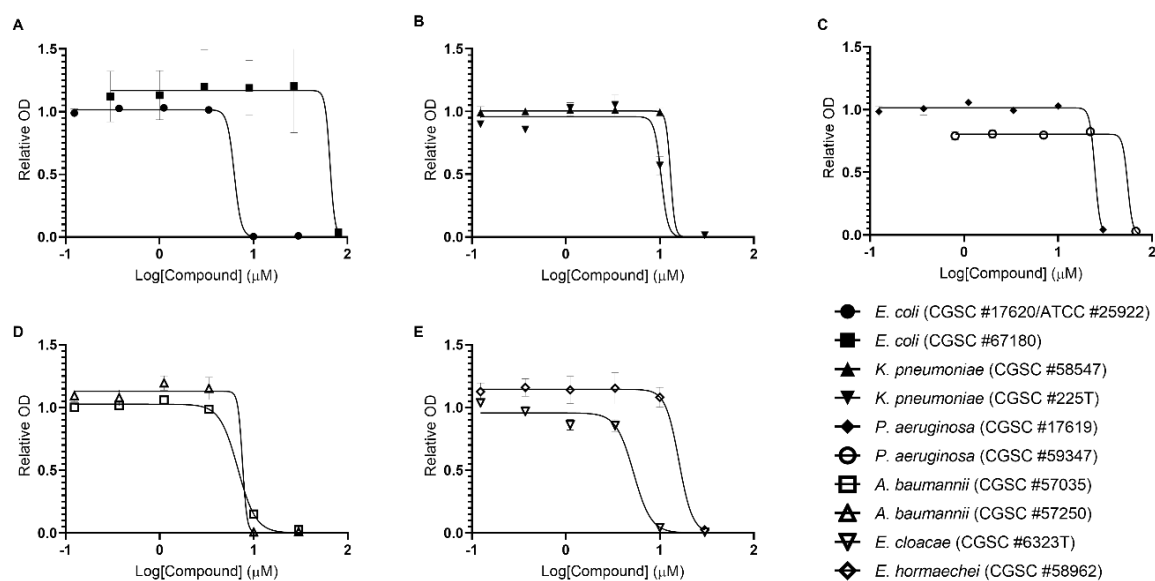 A
1.5
1.0
0.5
0.0
Relative OD
-1 0 1 2
Log[Compound] (μM)
B
1.5
1.0
0.5
0.0
Relative OD
-1 0 1 2
Log[Compound] (μM)
C
1.5
1.0
0.5
0.0
Relative OD
-1 0 1 2
Log[Compound] (μM)
D
1.5
1.0
0.5
0.0
Relative OD
-1 0 1 2
Log[Compound] (μM)
E
1.5
1.0
0.5
0.0
Relative OD
-1 0 1 2
Log[Compound] (μM)
E. coli (CGSC #17620/ATCC #25922)
E. coli (CGSC #67180)
K. pneumoniae (CGSC #58547)
K. pneumoniae (CGSC #225T)
P. aeruginosa (CGSC #17619)
P. aeruginosa (CGSC #59347)
A. baumannii (CGSC #57035)
A. baumannii (CGSC #57250)
E. cloacae (CGSC #6323T)
E. hormaechei (CGSC #58962)